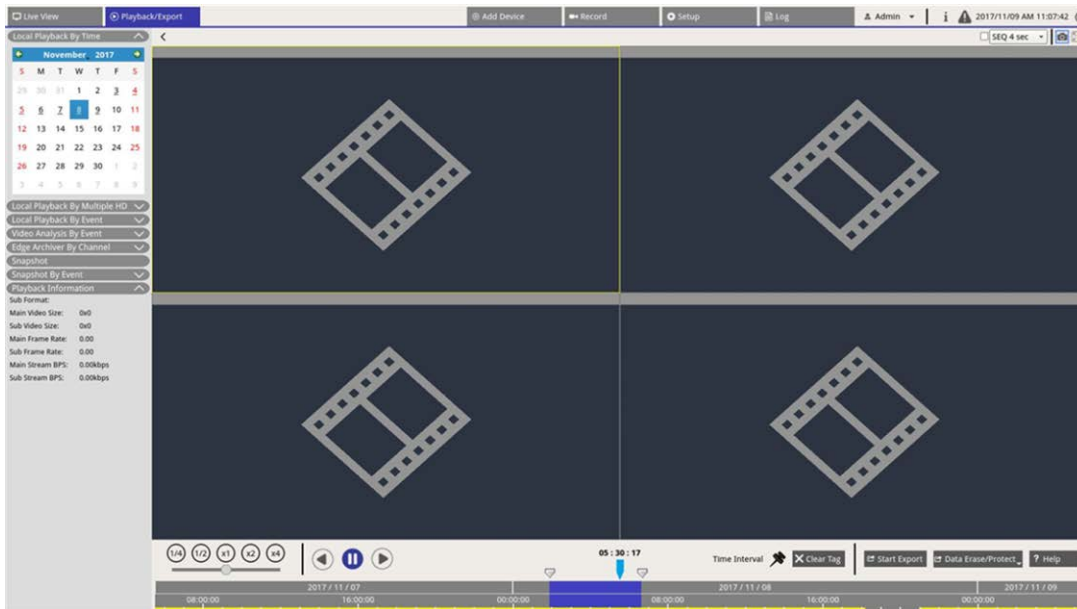 Live View Playback/Export Add Device Record Setup Log Admin i 2017/11/09 AM 11:07:42
Local Playback By Time SEQ 4 sec
November, 2017
S M T W T F S
29 30 31 1 2 3 4
5 6 7 8 9 10 11
12 13 14 15 16 17 18
19 20 21 22 23 24 25
26 27 28 29 30 1 2
3 4 5 6 7 8 9
Local Playback By Multiple HD
Local Playback By Event
Video Analysis By Event
Edge Archiver By Channel
Snapshot
Snapshot By Event
Playback Information
Sub Format:
Main Video Size: 0x0
Sub Video Size: 0x0
Main Frame Rate: 0.00
Sub Frame Rate: 0.00
Main Stream BPS: 0.00kbps
Sub Stream BPS: 0.00kbps
1/4 1/2 x1 x2 x4 05 : 30 : 17 Time Interval Clear Tag Start Export Data Erase/Protect ? Help
2017 / 11 / 07 2017 / 11 / 08 2017 / 11 / 09
08:00:00 16:00:00 00:00:00 08:00:00 16:00:00 00:00:00